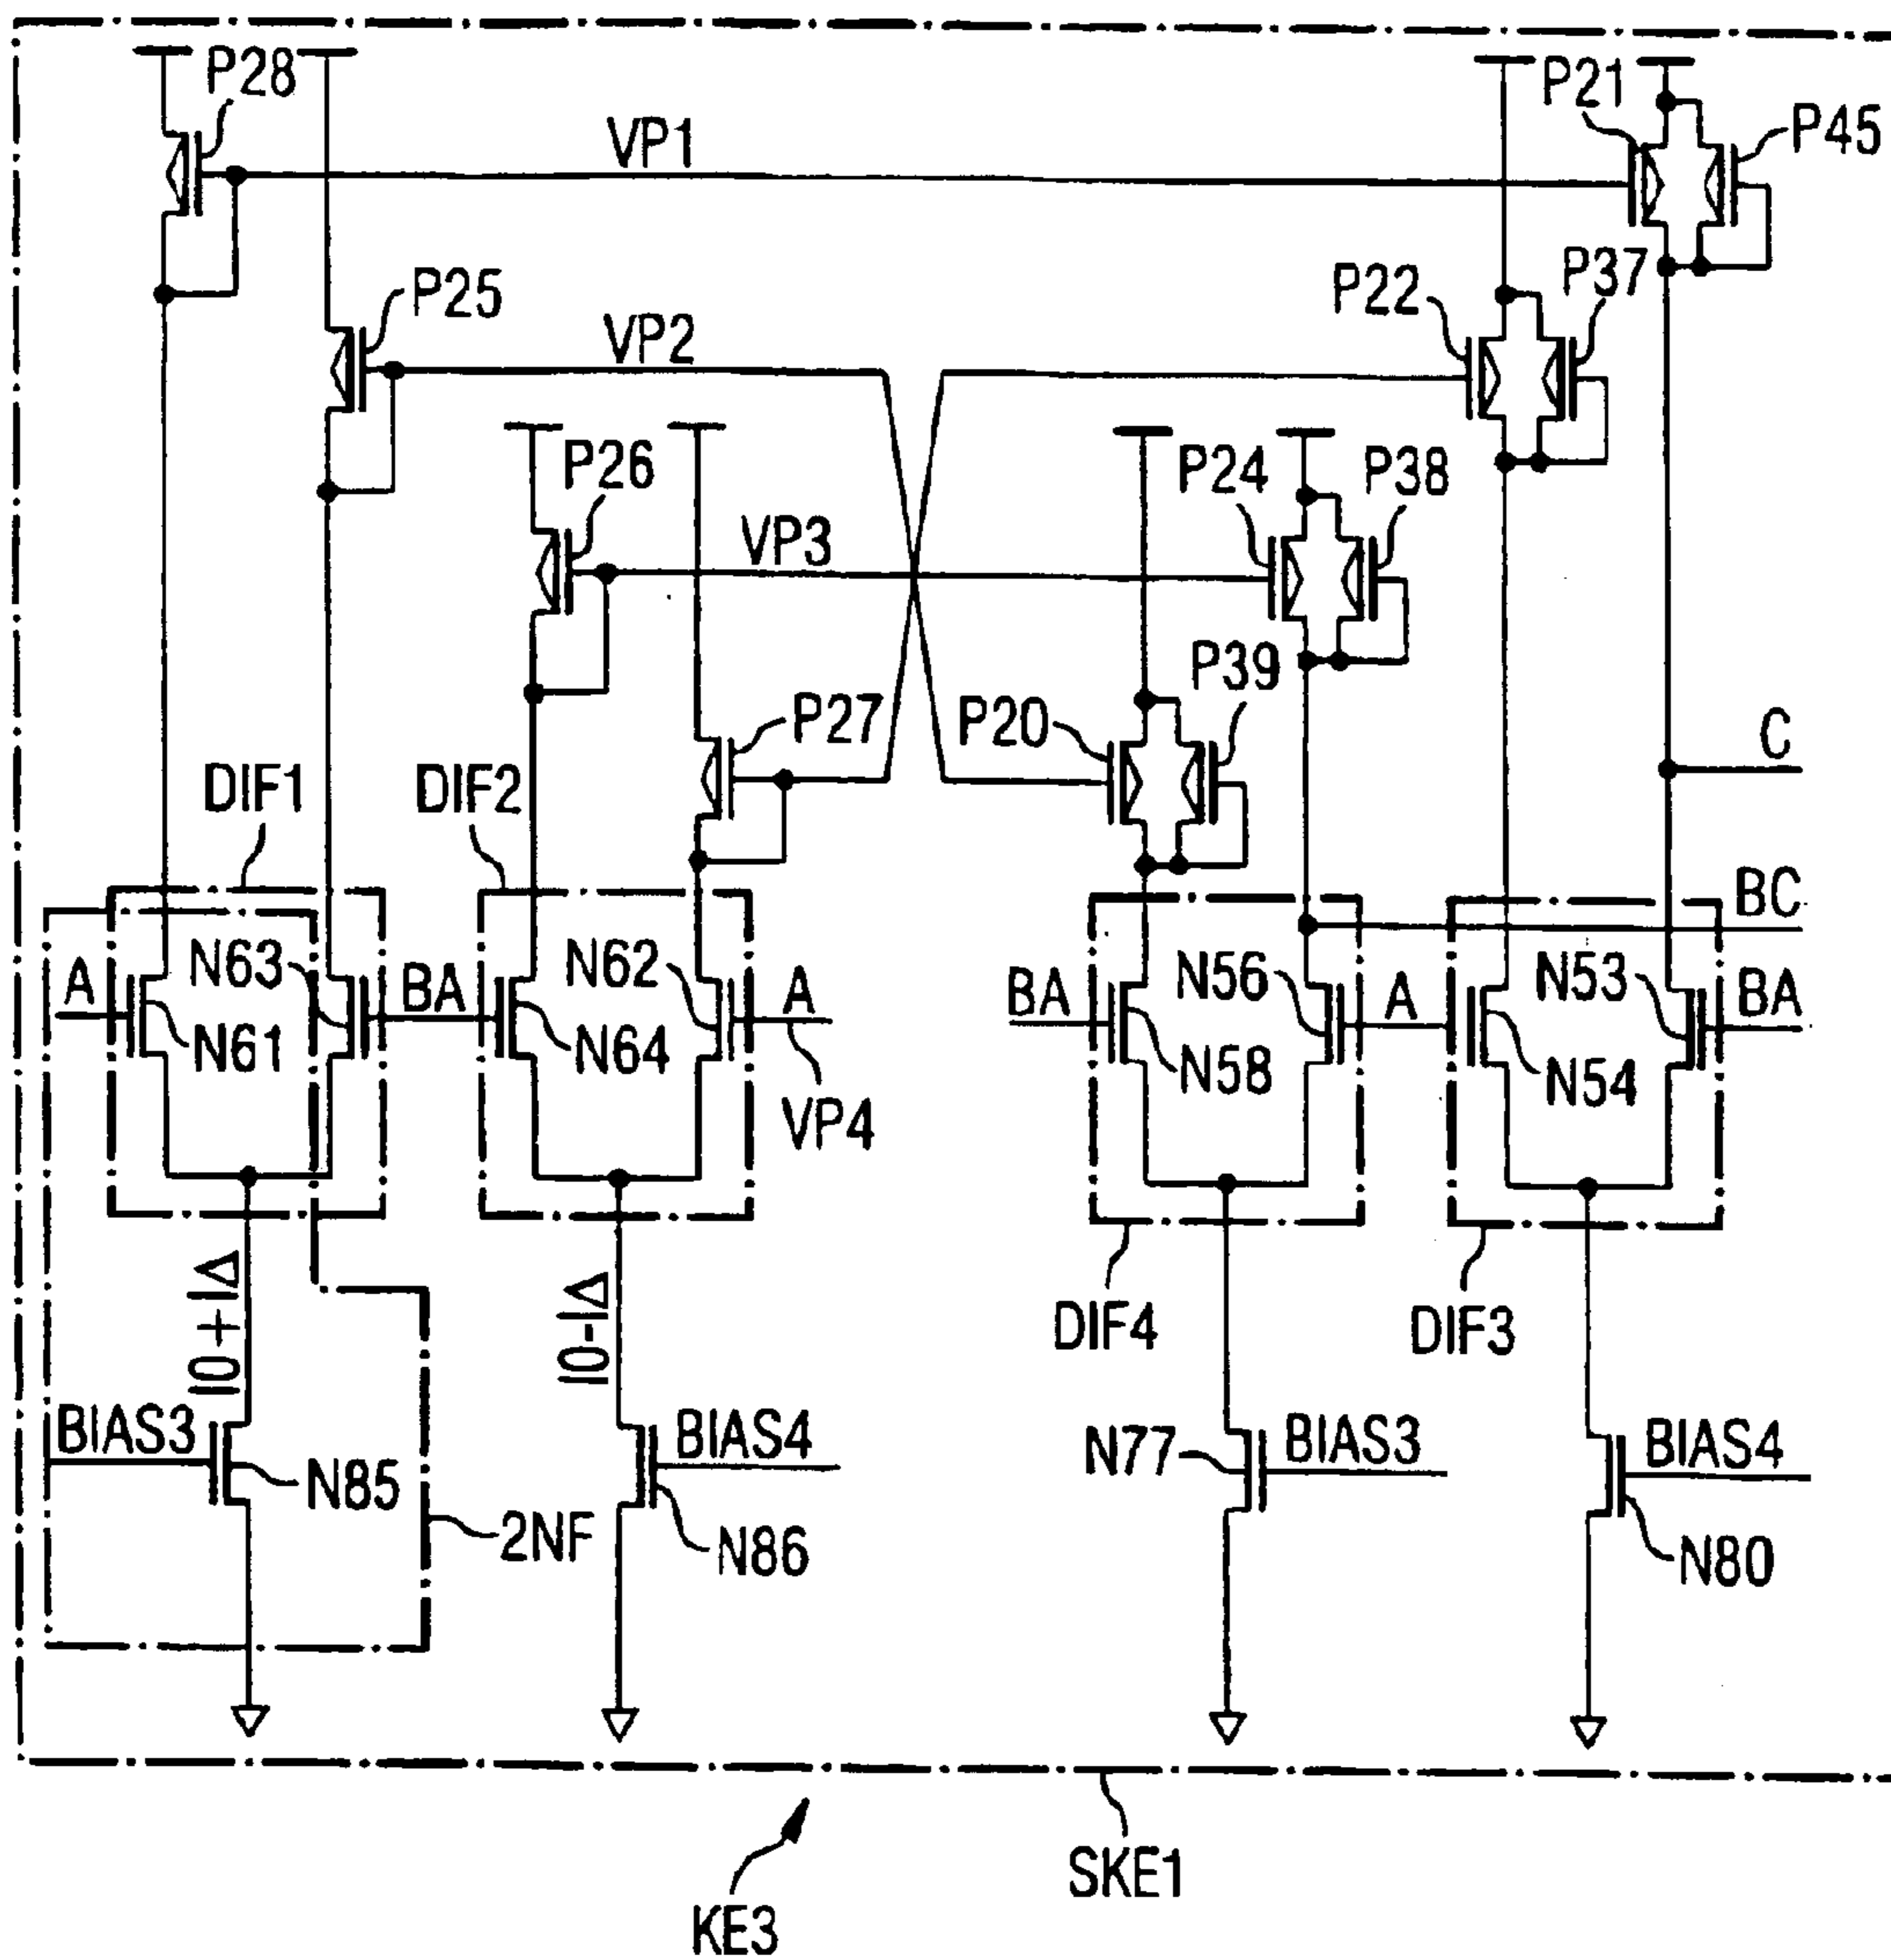 P28
P21
P45
VP1
P25
P22
P37
VP2
P26
P24
P38
VP3
P39
P27
P20
C
DIF1
DIF2
BC
A
N63
BA
N62
A
BA
N56
A
N53
BA
N61
N64
N58
N54
VP4
I0+IΔ
I0-IΔ
DIF4
DIF3
BIAS3
BIAS4
BIAS3
BIAS4
N85
N77
2NF
N86
N80
SKE1
KE3